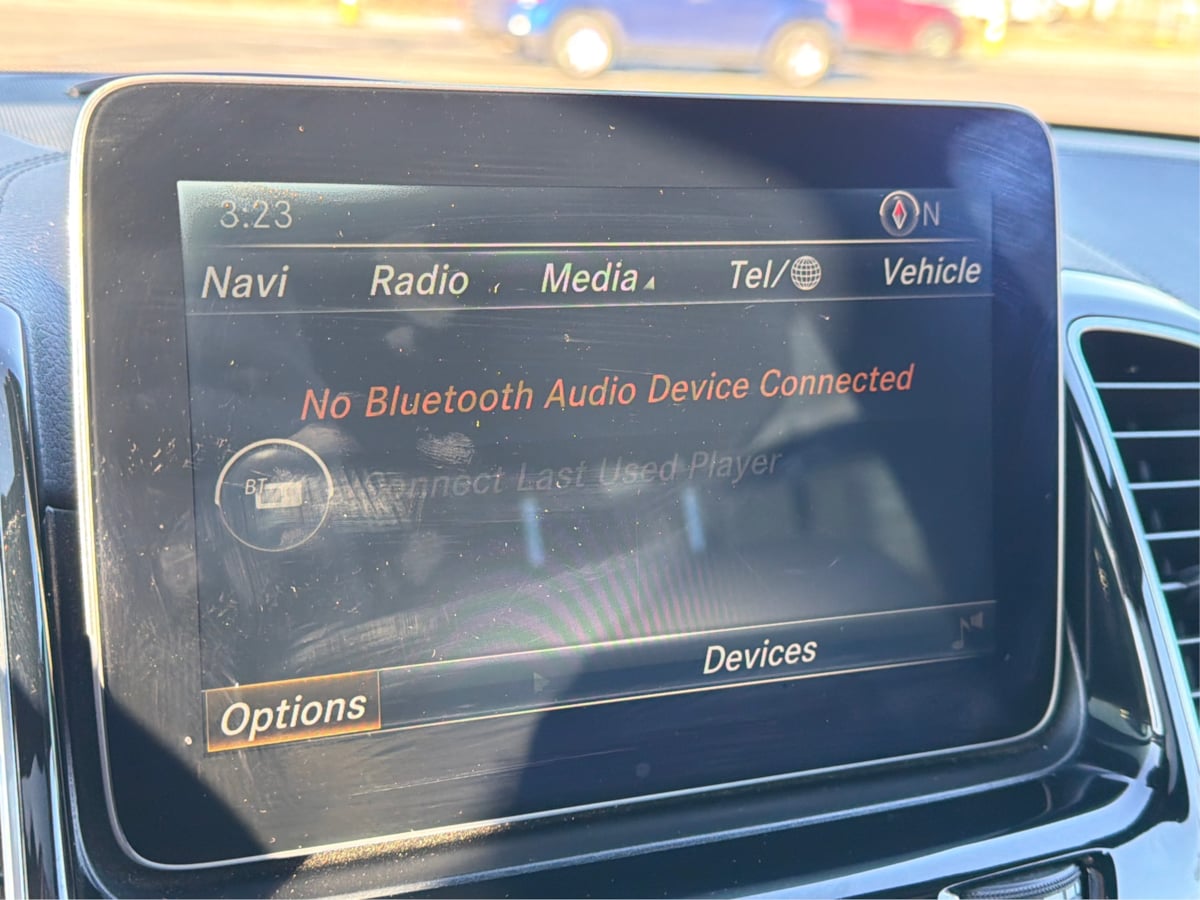 3:23 N
Navi Radio Media Tel/ Vehicle
No Bluetooth Audio Device Connected
BT Connect Last Used Player
Devices
Options